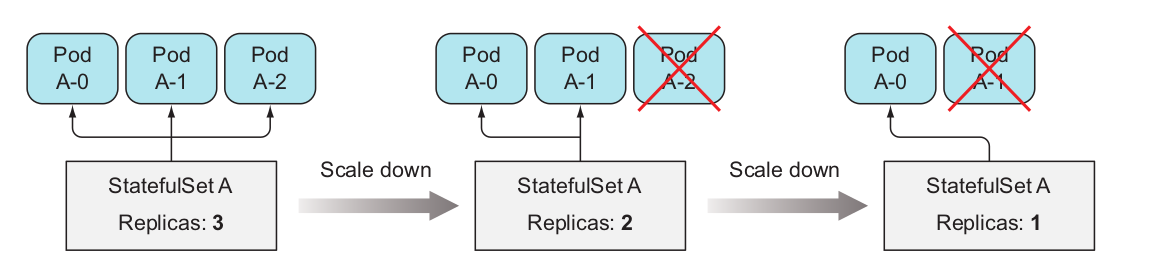 Pod
A-0
Pod
A-1
Pod
A-2
StatefulSet A
Replicas: 3
Scale down
Pod
A-0
Pod
A-1
Pod
A-2
StatefulSet A
Replicas: 2
Scale down
Pod
A-0
Pod
A-1
StatefulSet A
Replicas: 1